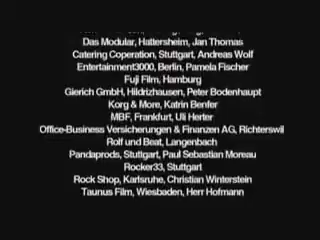 Das Modular, Hattersheim, Jan Thomas
Catering Coperation, Stuttgart, Andreas Wolf
Entertainment3000, Berlin, Pamela Fischer
Fuji Film, Hamburg
Gierich GmbH, Hildrizhausen, Peter Bodenhaupt
Korg & More, Katrin Benfer
MBF, Frankfurt, Uli Herter
Office-Business Versicherungen & Finanzen AG, Richterswil
Rolf und Beat, Langenbach
Pandaprods, Stuttgart, Paul Sebastian Moreau
Rocker33, Stuttgart
Rock Shop, Karlsruhe, Christian Winterstein
Taunus Film, Wiesbaden, Herr Hofmann